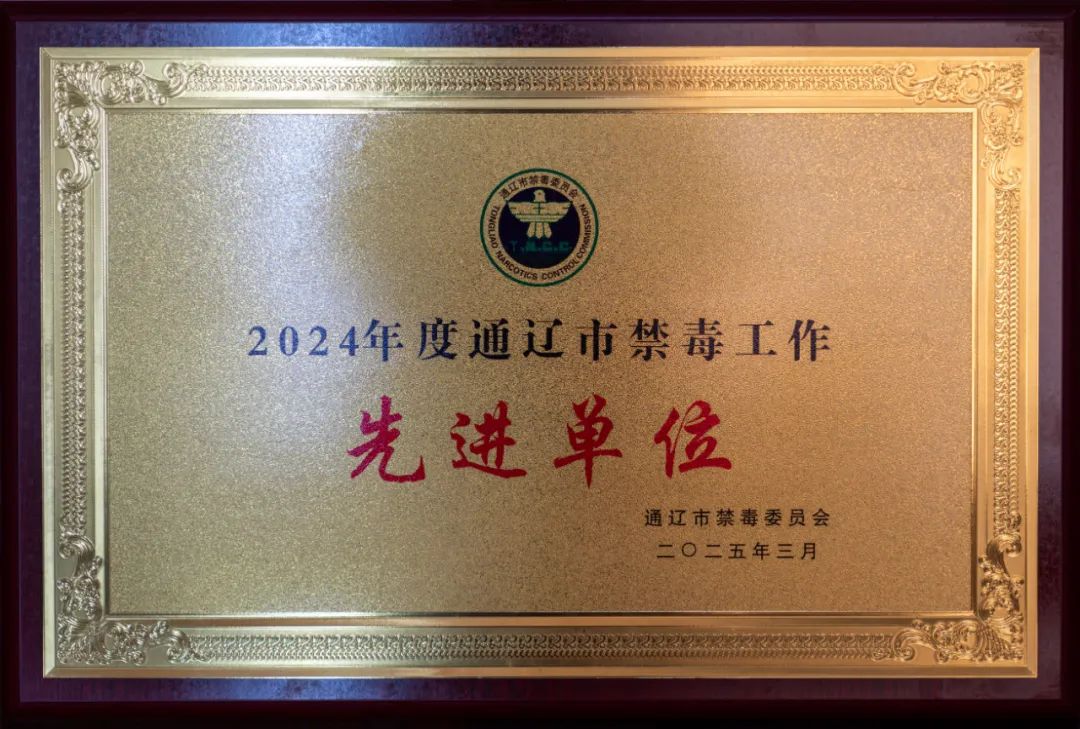 通辽市禁毒委员会
T.N.C.C.
TONGLIAO NARCOTICS CONTROL COMMISSION
2024年度通辽市禁毒工作
先进单位
通辽市禁毒委员会
二〇二五年三月